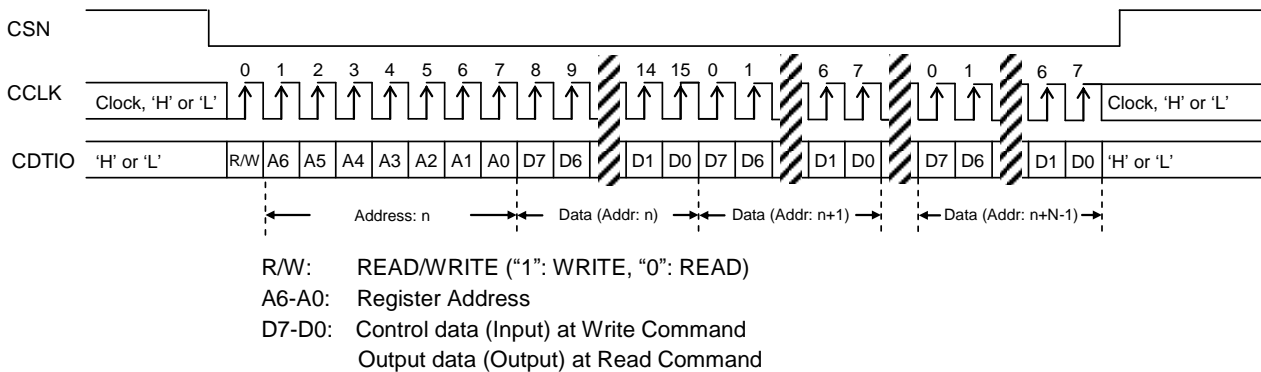 CSN
0 1 2 3 4 5 6 7 8 9 14 15 0 1 6 7 0 1 6 7
CCLK Clock, 'H' or 'L' Clock, 'H' or 'L'
CDTIO 'H' or 'L' R/W A6 A5 A4 A3 A2 A1 A0 D7 D6 D1 D0 D7 D6 D1 D0 D7 D6 D1 D0 'H' or 'L'
Address: n Data (Addr: n) Data (Addr: n+1) Data (Addr: n+N-1)
R/W: READ/WRITE (“1”: WRITE, “0”: READ)
A6-A0: Register Address
D7-D0: Control data (Input) at Write Command
Output data (Output) at Read Command